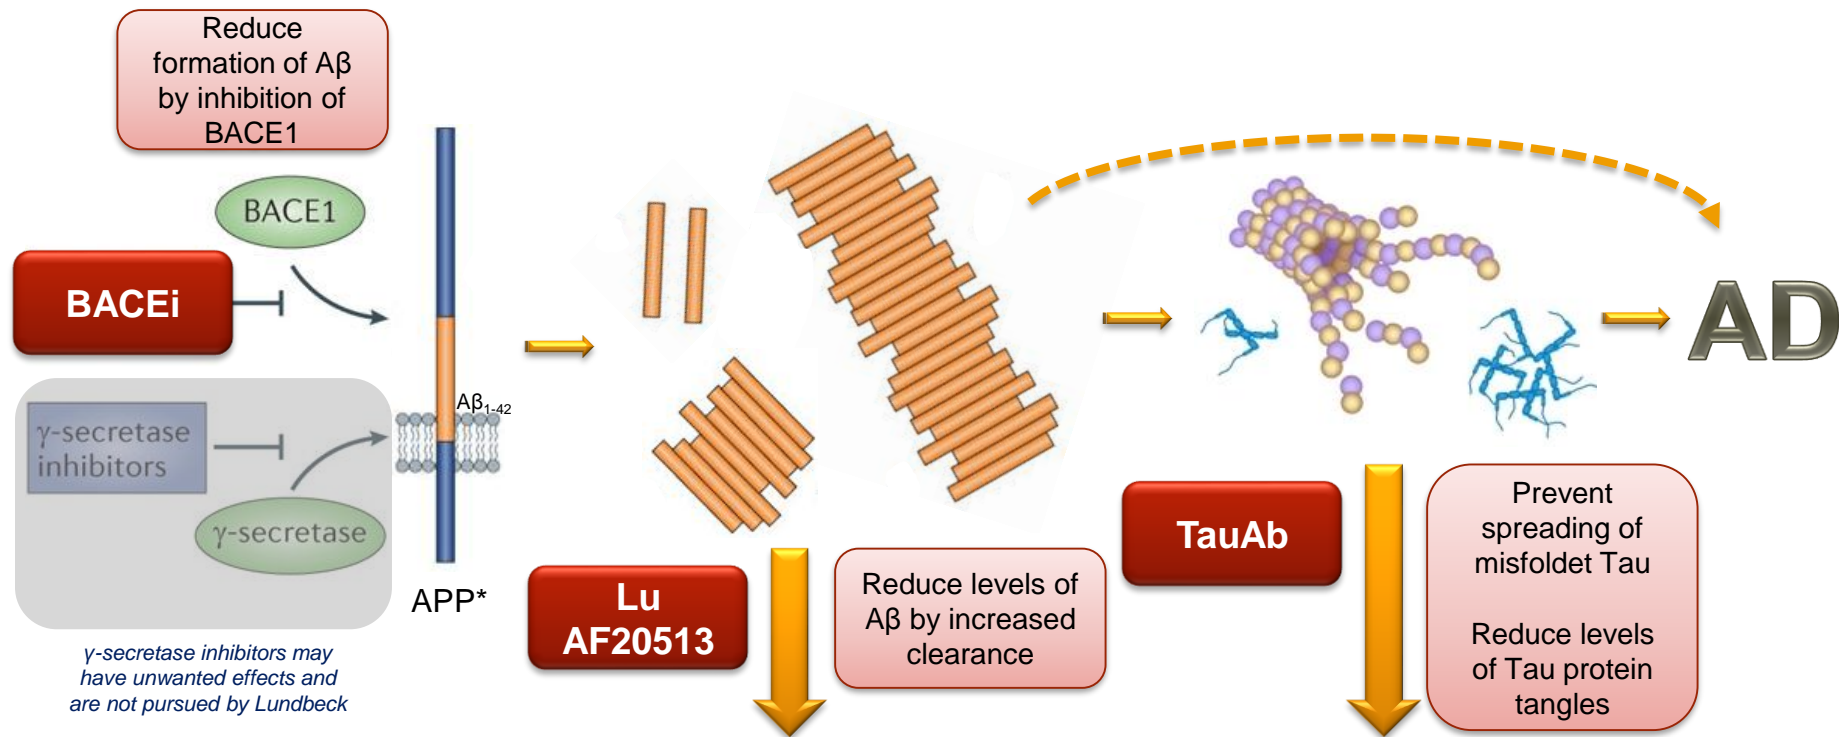 Reduce
formation of Aβ
by inhibition of
BACE1
BACE1
BACEi
γ-secretase
inhibitors
γ-secretase
Aβ1-42
APP*
γ-secretase inhibitors may
have unwanted effects and
are not pursued by Lundbeck
Lu
AF20513
Reduce levels of
Aβ by increased
clearance
TauAb
Prevent
spreading of
misfoldet Tau
Reduce levels
of Tau protein
tangles
AD